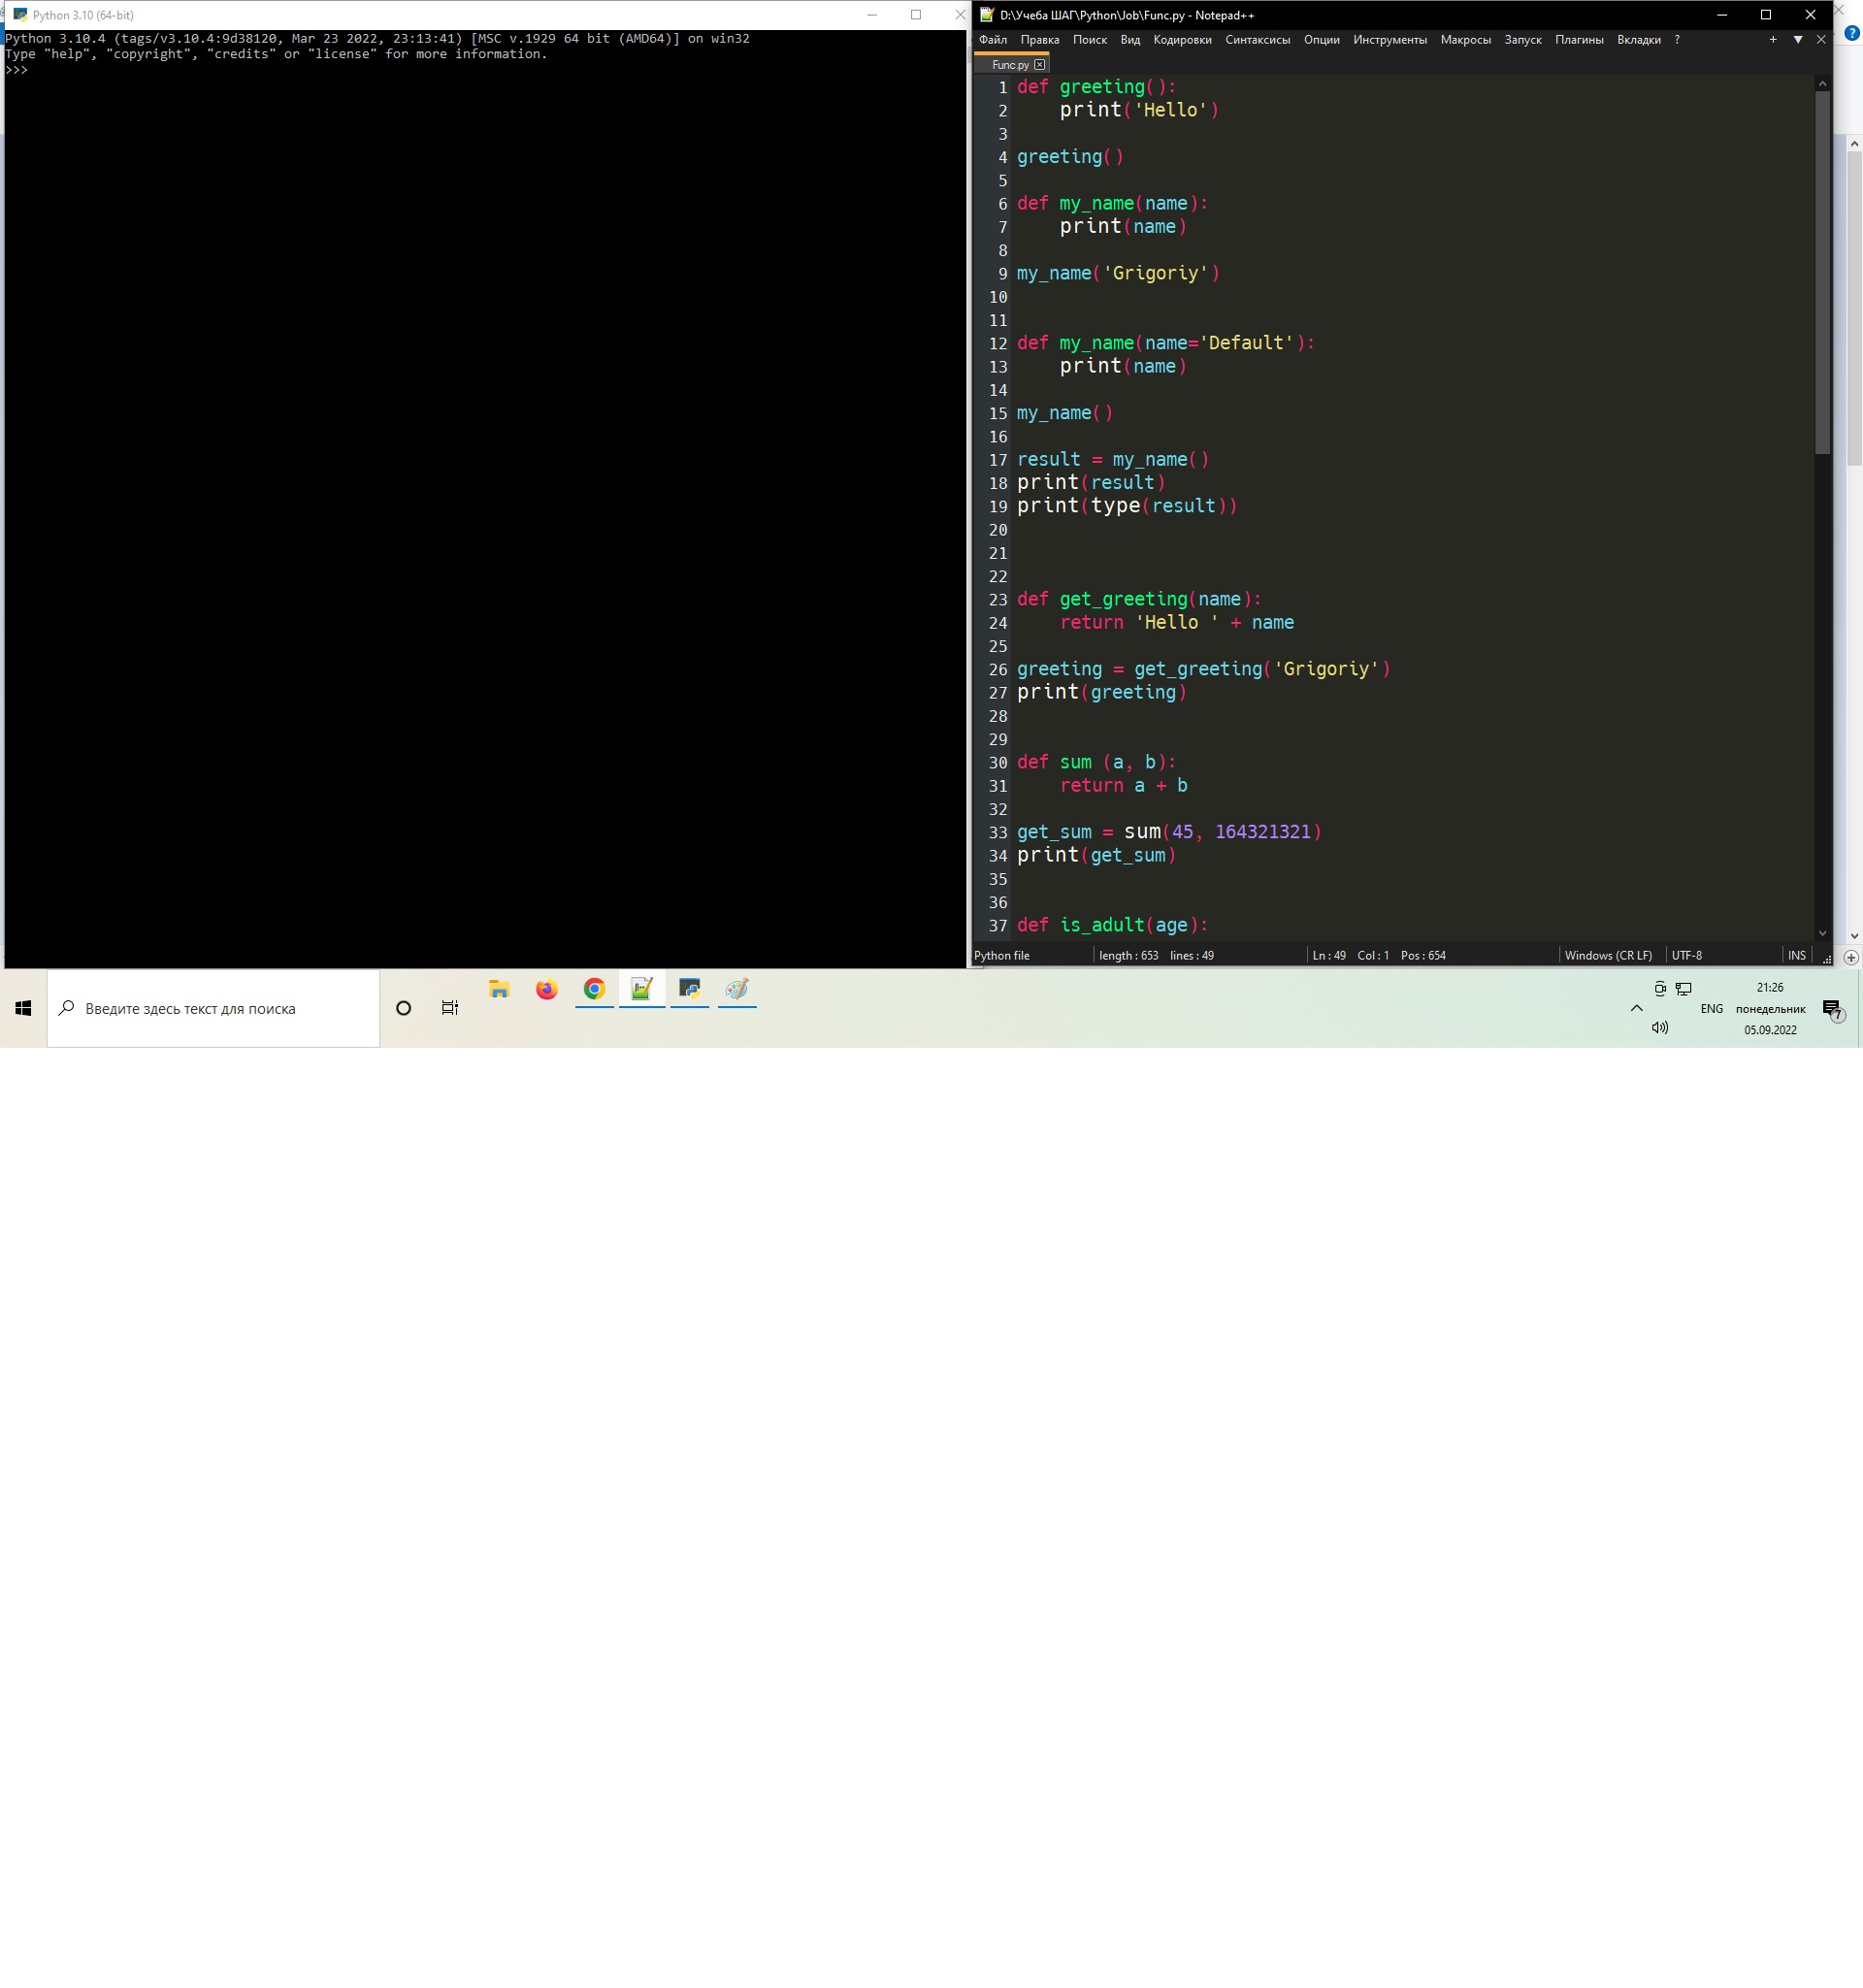 Python 3.10 (64-bit)
Python 3.10.4 (tags/v3.10.4:9d38120, Mar 23 2022, 23:13:41) [MSC v.1929 64 bit (AMD64)] on win32
Type "help", "copyright", "credits" or "license" for more information.
>>>
D:\Учеба ШАГ\Python\Job\Func.py - Notepad++
Файл Правка Поиск Вид Кодировки Синтаксисы Опции Инструменты Макросы Запуск Плагины Вкладки ?
Func.py
1 def greeting():
2     print('Hello')
3
4 greeting()
5
6 def my_name(name):
7     print(name)
8
9 my_name('Grigoriy')
10
11
12 def my_name(name='Default'):
13     print(name)
14
15 my_name()
16
17 result = my_name()
18 print(result)
19 print(type(result))
20
21
22
23 def get_greeting(name):
24     return 'Hello ' + name
25
26 greeting = get_greeting('Grigoriy')
27 print(greeting)
28
29
30 def sum (a, b):
31     return a + b
32
33 get_sum = sum(45, 164321321)
34 print(get_sum)
35
36
37 def is_adult(age):
Python file length : 653 lines : 49 Ln : 49 Col : 1 Pos : 654 Windows (CR LF) UTF-8 INS
Введите здесь текст для поиска
ENG
21:26
понедельник
05.09.2022
7